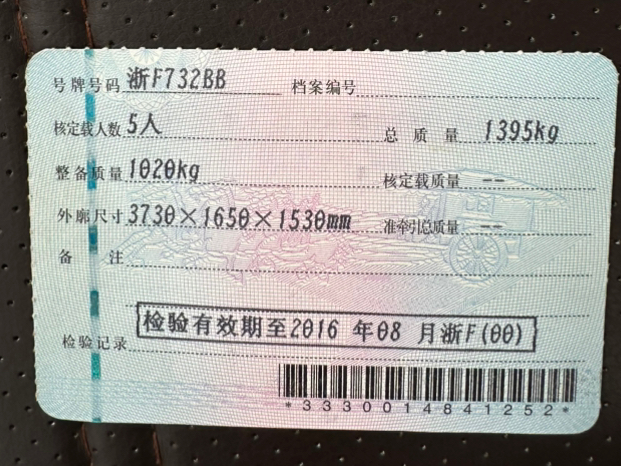 号牌号码 浙F732BB 档案编号
核定载人数 5人 总质量 1395kg
整备质量 1020kg 核定载质量 --
外廓尺寸 3730×1650×1530mm 准牵引总质量 --
备注
检验记录 检验有效期至2016 年08 月浙F(00)
*3330014841252*